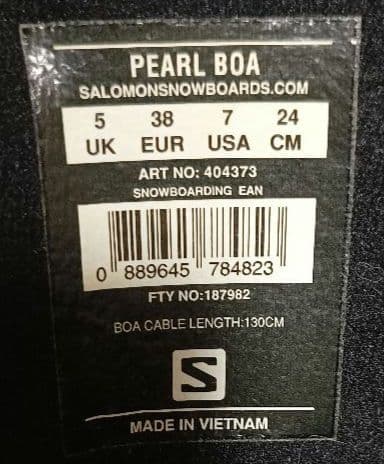 PEARL BOA
SALOMONSNOWBOARDS.COM
5 38 7 24
UK EUR USA CM
ART NO: 404373
SNOWBOARDING EAN
0 889645 784823
FTY NO:187982
BOA CABLE LENGTH:130CM
S
MADE IN VIETNAM